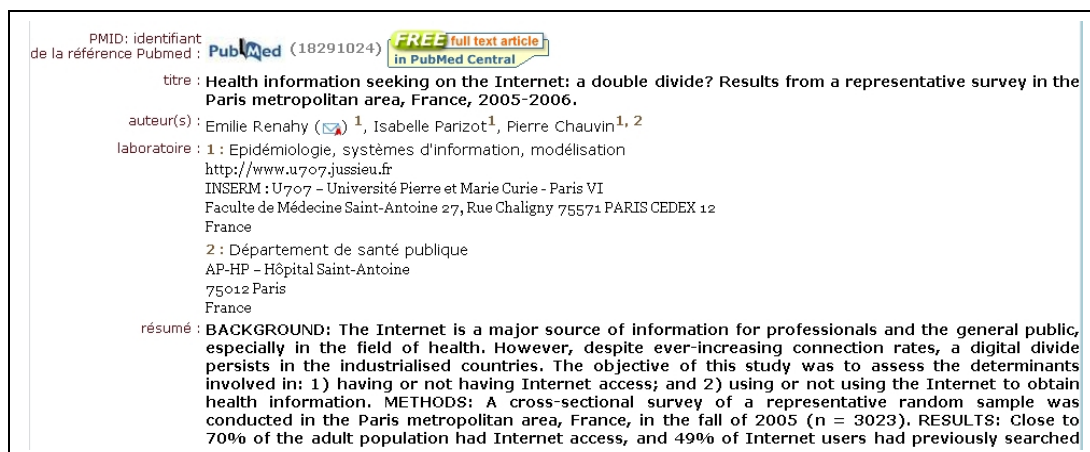 PMID: identifiant
de la référence Pubmed : PubMed (18291024) FREE full text article
in PubMed Central
titre : Health information seeking on the Internet: a double divide? Results from a representative survey in the
Paris metropolitan area, France, 2005-2006.
auteur(s) : Emilie Renahy ( ) 1, Isabelle Parizot1, Pierre Chauvin1, 2
laboratoire : 1 : Epidémiologie, systèmes d'information, modélisation
http://www.u707.jussieu.fr
INSERM : U707 – Université Pierre et Marie Curie - Paris VI
Faculte de Médecine Saint-Antoine 27, Rue Chaligny 75571 PARIS CEDEX 12
France
2 : Département de santé publique
AP-HP – Hôpital Saint-Antoine
75012 Paris
France
résumé : BACKGROUND: The Internet is a major source of information for professionals and the general public,
especially in the field of health. However, despite ever-increasing connection rates, a digital divide
persists in the industrialised countries. The objective of this study was to assess the determinants
involved in: 1) having or not having Internet access; and 2) using or not using the Internet to obtain
health information. METHODS: A cross-sectional survey of a representative random sample was
conducted in the Paris metropolitan area, France, in the fall of 2005 (n = 3023). RESULTS: Close to
70% of the adult population had Internet access, and 49% of Internet users had previously searched